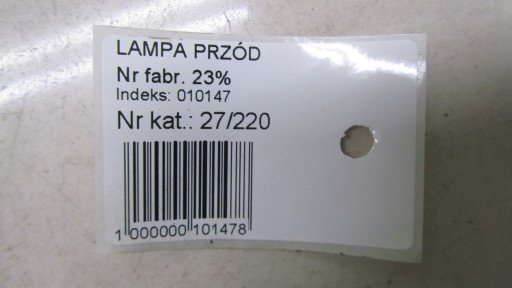 LAMPA PRZÓD
Nr fabr. 23%
Indeks: 010147
Nr kat.: 27/220
1 000000 101478